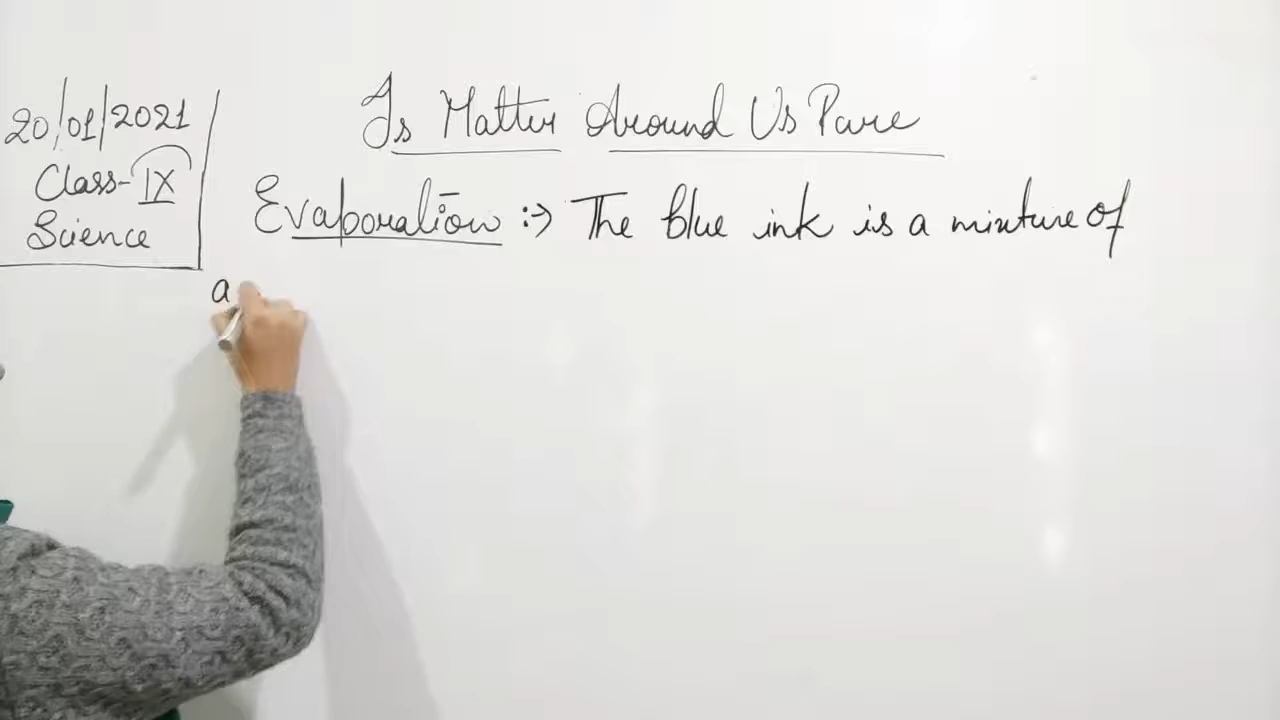 20/01/2021
Class-IX
Science
Is Matter Around Us Pure
Evaporation :-> The blue ink is a mixture of
a